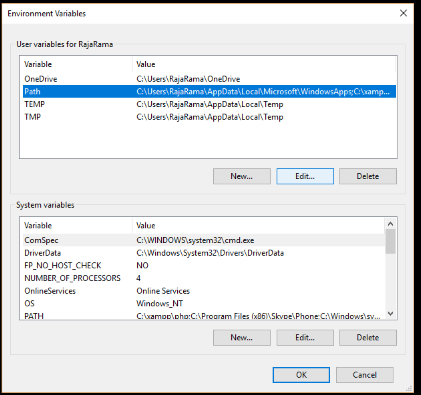 Environment Variables
User variables for RajaRama
Variable Value
OneDrive C:\Users\RajaRama\OneDrive
Path C:\Users\RajaRama\AppData\Local\Microsoft\WindowsApps;C:\xamp...
TEMP C:\Users\RajaRama\AppData\Local\Temp
TMP C:\Users\RajaRama\AppData\Local\Temp
New... Edit... Delete
System variables
Variable Value
ComSpec C:\WINDOWS\system32\cmd.exe
DriverData C:\Windows\System32\Drivers\DriverData
FP_NO_HOST_CHECK NO
NUMBER_OF_PROCESSORS 4
OnlineServices Online Services
OS Windows_NT
PATH C:\xampp\php;C:\Program Files (x86)\Skype\Phone;C:\Windows\sy...
New... Edit... Delete
OK Cancel